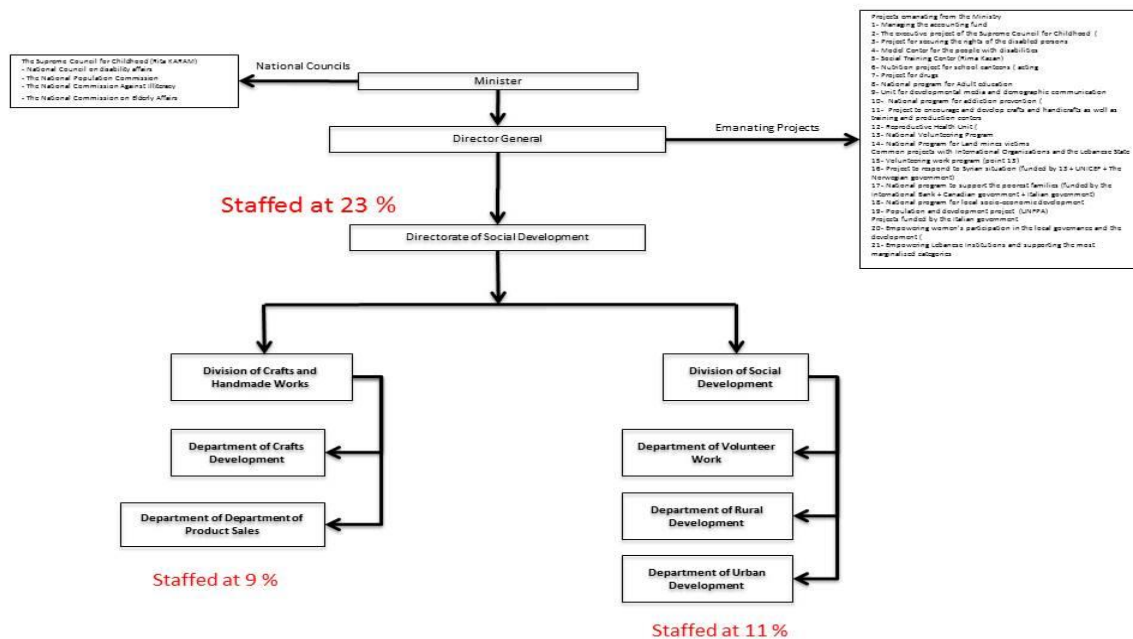 The Supreme Council for Childhood (Rita KARAM)
- National Council on disability affairs
- The National Population Commission
- The National Commission Against Illiteracy
- The National Commission on Elderly Affairs
National Councils
Minister
Director General
Emanating Projects
Projects emanating from the Ministry
1- Managing the accounting fund
2- The executive project of the Supreme Council for Childhood (
3- Project for securing the rights of the disabled persons
4- Model Center for the people with disabilities
5- Social Training Center (Rima Kasan)
6- Nutrition project for school canteens ( acting
7- Project for drugs
8- National program for Adult education
9- Unit for developmental media and demographic communication
10- National program for addiction prevention (
11- Project to encourage and develop crafts and handicrafts as well as
training and production centers
12- Reproductive Health Unit (
13- National Volunteering Program
14- National Program for Land mines victims
Common projects with International Organisations and the Lebanese State
15- Volunteering work program (point 13)
16- Project to respond to Syrian situation (funded by 13 + UNICEF + The
Norwegian government)
17- National program to support the poorest families (funded by the
International Bank + Canadian government + Italian government)
18- National program for local socio-economic development
19- Population and development project (UNFPA)
Projects funded by the Italian government
20- Empowering women's participation in the local governance and the
development (
21- Empowering Lebanese institutions and supporting the most
marginalised categories
Staffed at 23 %
Directorate of Social Development
Division of Crafts and
Handmade Works
Department of Crafts
Development
Department of Department of
Product Sales
Staffed at 9 %
Division of Social
Development
Department of Volunteer
Work
Department of Rural
Development
Department of Urban
Development
Staffed at 11 %